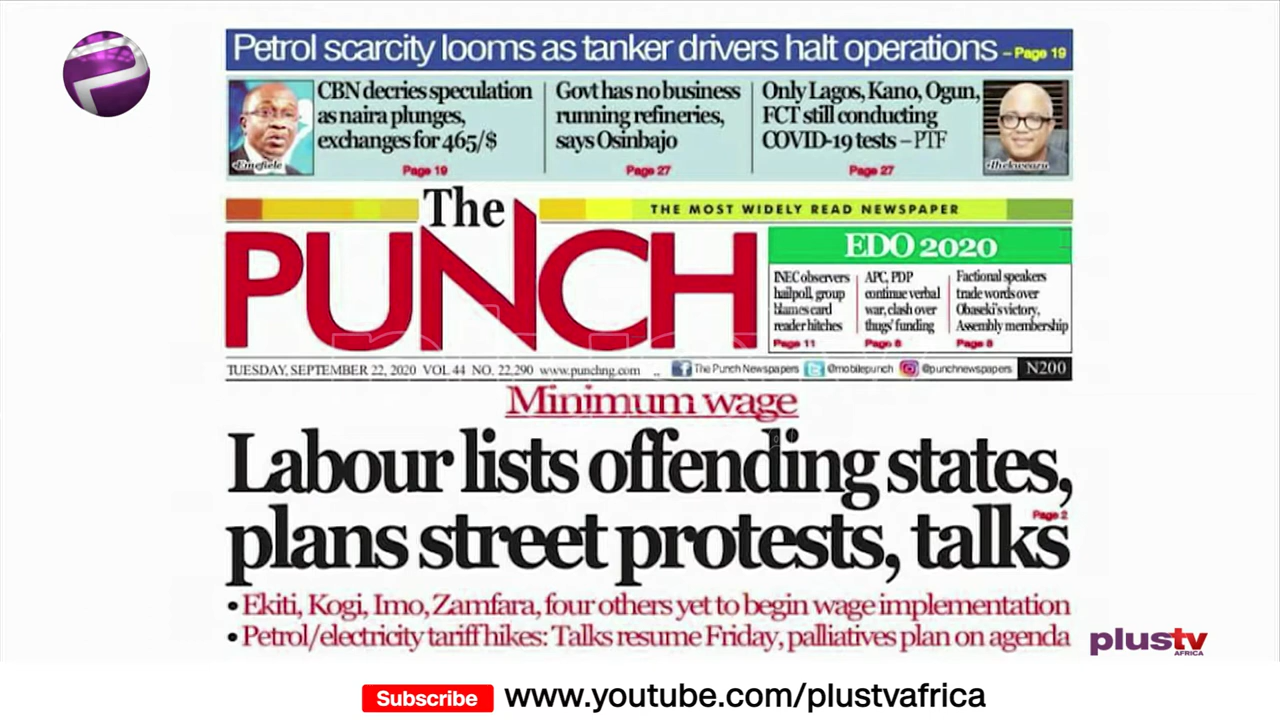 Petrol scarcity looms as tanker drivers halt operations – Page 19
CBN decries speculation
as naira plunges,
exchanges for 465/$
Page 19
Emefiele
Govt has no business
running refineries,
says Osinbajo
Page 27
Only Lagos, Kano, Ogun,
FCT still conducting
COVID-19 tests – PTF
Page 27
Ihekweazu
The
PUNCH
THE MOST WIDELY READ NEWSPAPER
EDO 2020
INEC observers
hail poll, group
blames card
reader hitches
Page 11
APC, PDP
continue verbal
war, clash over
thugs' funding
Page 8
Factional speakers
trade words over
Obaseki's victory,
Assembly membership
Page 8
TUESDAY, SEPTEMBER 22, 2020 VOL 44 NO. 22,290 www.punchng.com The Punch Newspapers @mobilepunch @punchnewspapers N200
Minimum wage
Labour lists offending states,
plans street protests, talks
Page 2
• Ekiti, Kogi, Imo, Zamfara, four others yet to begin wage implementation
• Petrol/electricity tariff hikes: Talks resume Friday, palliatives plan on agenda
plustv
AFRICA
Subscribe www.youtube.com/plustvafrica